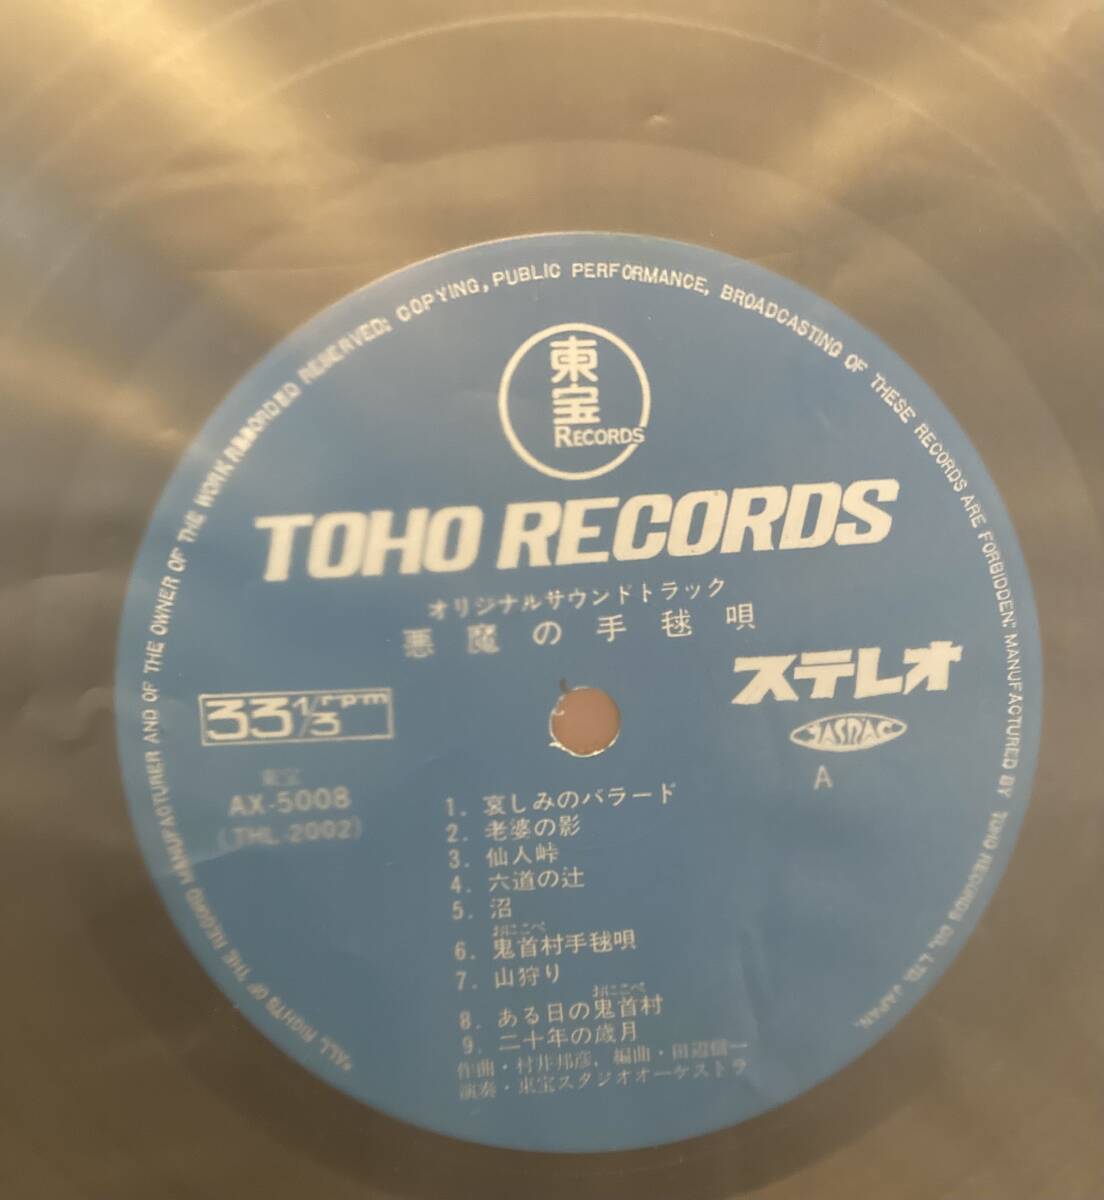 *ALL RIGHTS OF THE RECORD MANUFACTURER AND OF THE OWNER OF THE WORK RECORDED RESERVED; COPYING, PUBLIC PERFORMANCE, BROADCASTING OF THESE RECORDS ARE FORBIDDEN." MANUFACTURED BY TOHO RECORDS CO., LTD. JAPAN.
東宝
RECORDS
TOHO RECORDS
オリジナルサウンドトラック
悪魔の手毬唄
33 1/3 rpm
ステレオ
JASRAC
A
東宝
AX-5008
(THL-2002)
1. 哀しみのバラード
2. 老婆の影
3. 仙人峠
4. 六道の辻
5. 沼
おにこべ
6. 鬼首村手毬唄
7. 山狩り
おにこべ
8. ある日の鬼首村
9. 二十年の歳月
作曲・村井邦彦, 編曲・田辺信一
演奏・東宝スタジオオーケストラ